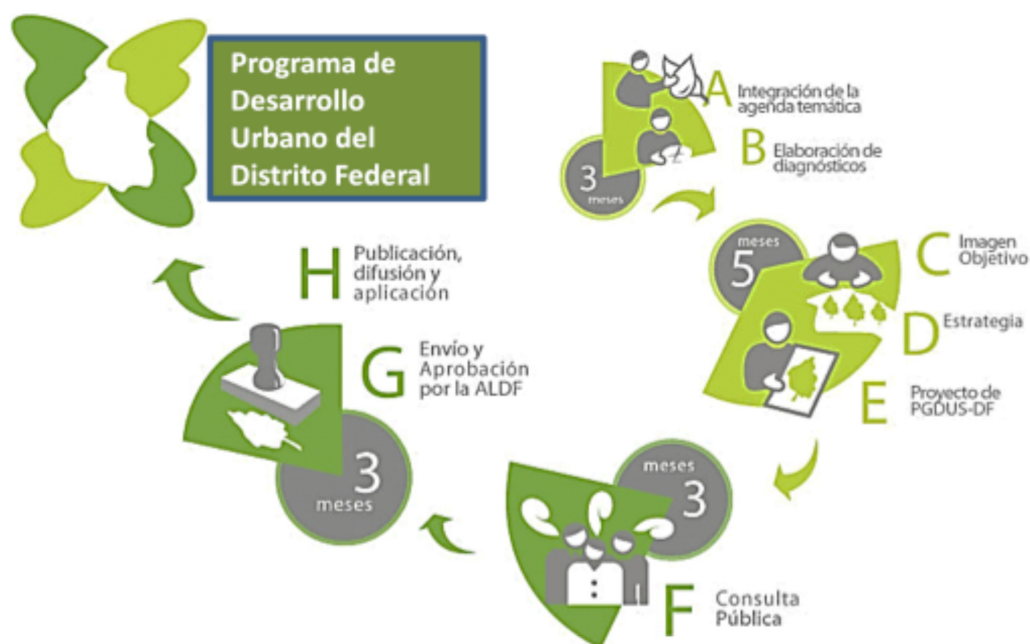 Programa de
Desarrollo
Urbano del
Distrito Federal
A Integración de la
agenda temática
B Elaboración de
diagnósticos
3
meses
meses
5
C Imagen
Objetivo
D Estrategia
E Proyecto de
PGDUS-DF
meses
3
F Consulta
Pública
3
meses
G Envío y
Aprobación
por la ALDF
H Publicación,
difusión y
aplicación